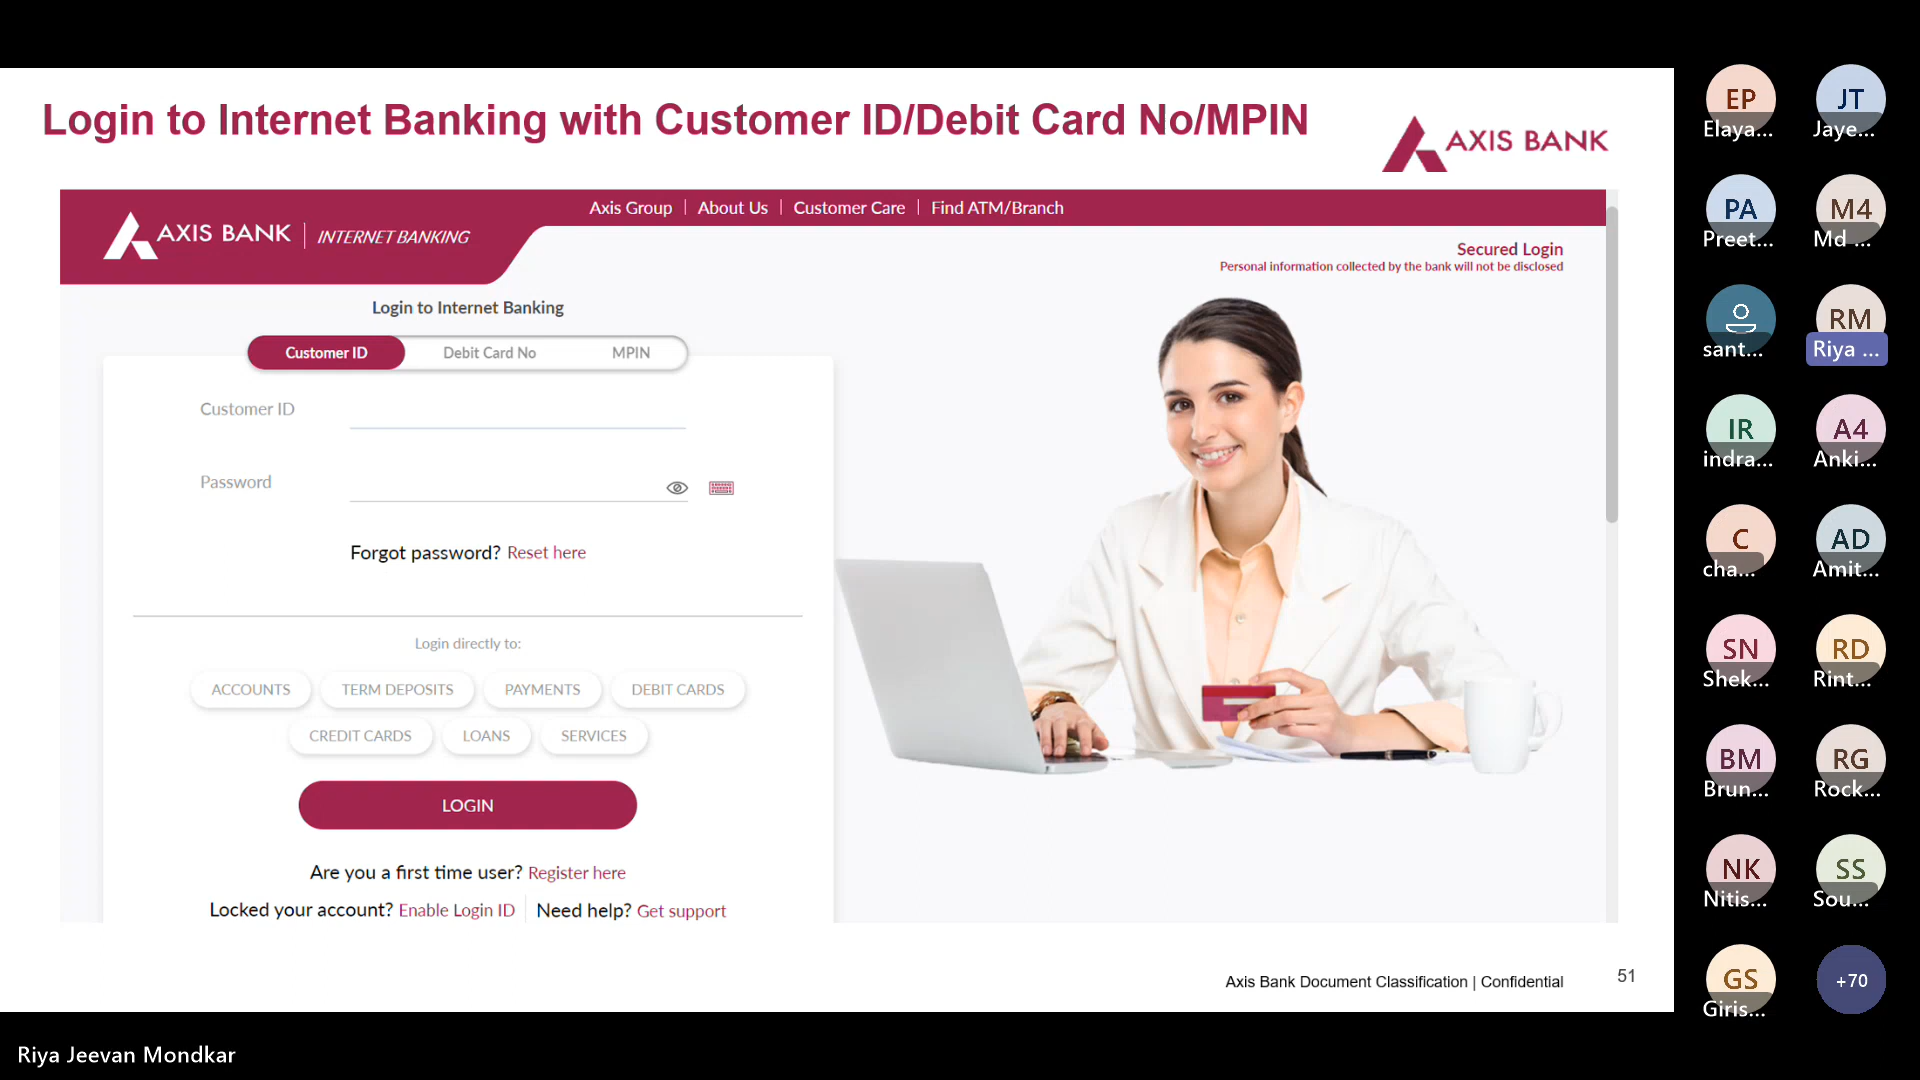 Login to Internet Banking with Customer ID/Debit Card No/MPIN
AXIS BANK
Axis Group | About Us | Customer Care | Find ATM/Branch
AXIS BANK | INTERNET BANKING
Secured Login
Personal information collected by the bank will not be disclosed
Login to Internet Banking
Customer ID Debit Card No MPIN
Customer ID
Password
Forgot password? Reset here
Login directly to:
ACCOUNTS TERM DEPOSITS PAYMENTS DEBIT CARDS
CREDIT CARDS LOANS SERVICES
LOGIN
Are you a first time user? Register here
Locked your account? Enable Login ID | Need help? Get support
Axis Bank Document Classification | Confidential
51
EP JT
Elaya... Jaye...
PA M4
Preet... Md ...
RM
sant... Riya ...
IR A4
indra... Anki...
C AD
cha... Amit...
SN RD
Shek... Rint...
BM RG
Brun... Rock...
NK SS
Nitis... Sou...
GS +70
Giris...
Riya Jeevan Mondkar